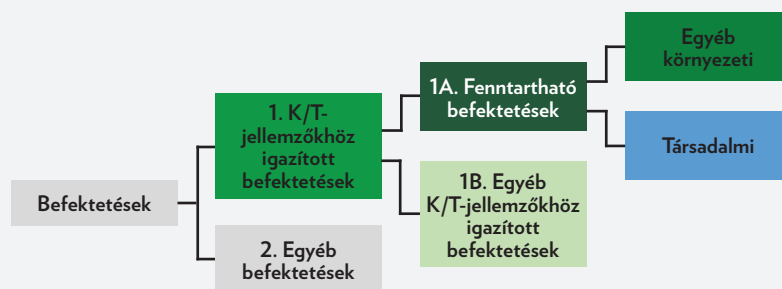 Befektetések
1. K/T-
jellemzőkhöz
igazított
befektetések
2. Egyéb
befektetések
1A. Fenntartható
befektetések
1B. Egyéb
K/T-jellemzőkhöz
igazított
befektetések
Egyéb
környezeti
Társadalmi